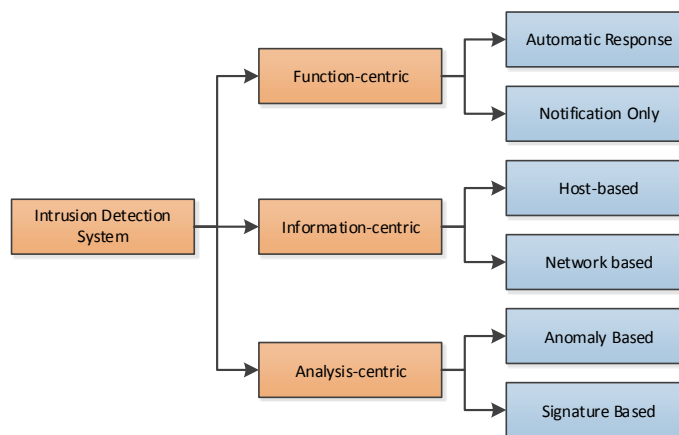 Automatic Response
Function-centric
Notification Only
Host-based
Intrusion Detection
System
Information-centric
Network based
Anomaly Based
Analysis-centric
Signature Based